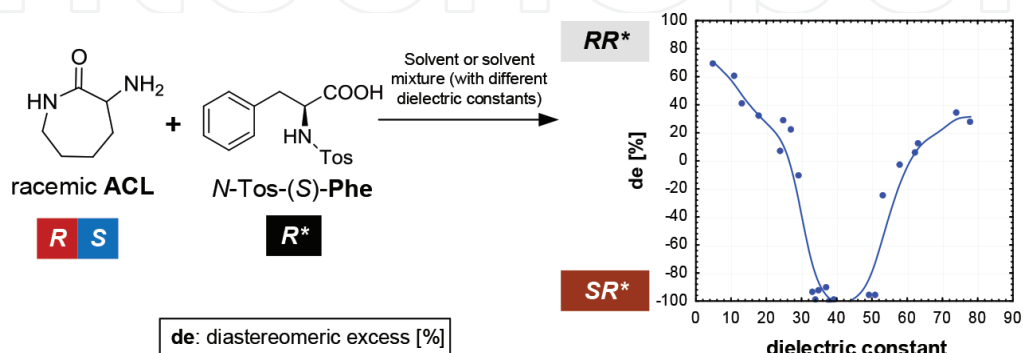 O
HN
NH2
racemic ACL
R S
+
COOH
HN
Tos
N-Tos-(S)-Phe
R*
Solvent or solvent
mixture (with different
dielectric constants)
de: diastereomeric excess [%]
RR*
SR*
de [%]
100
80
60
40
20
0
-20
-40
-60
-80
-100
0 10 20 30 40 50 60 70 80 90
dielectric constant